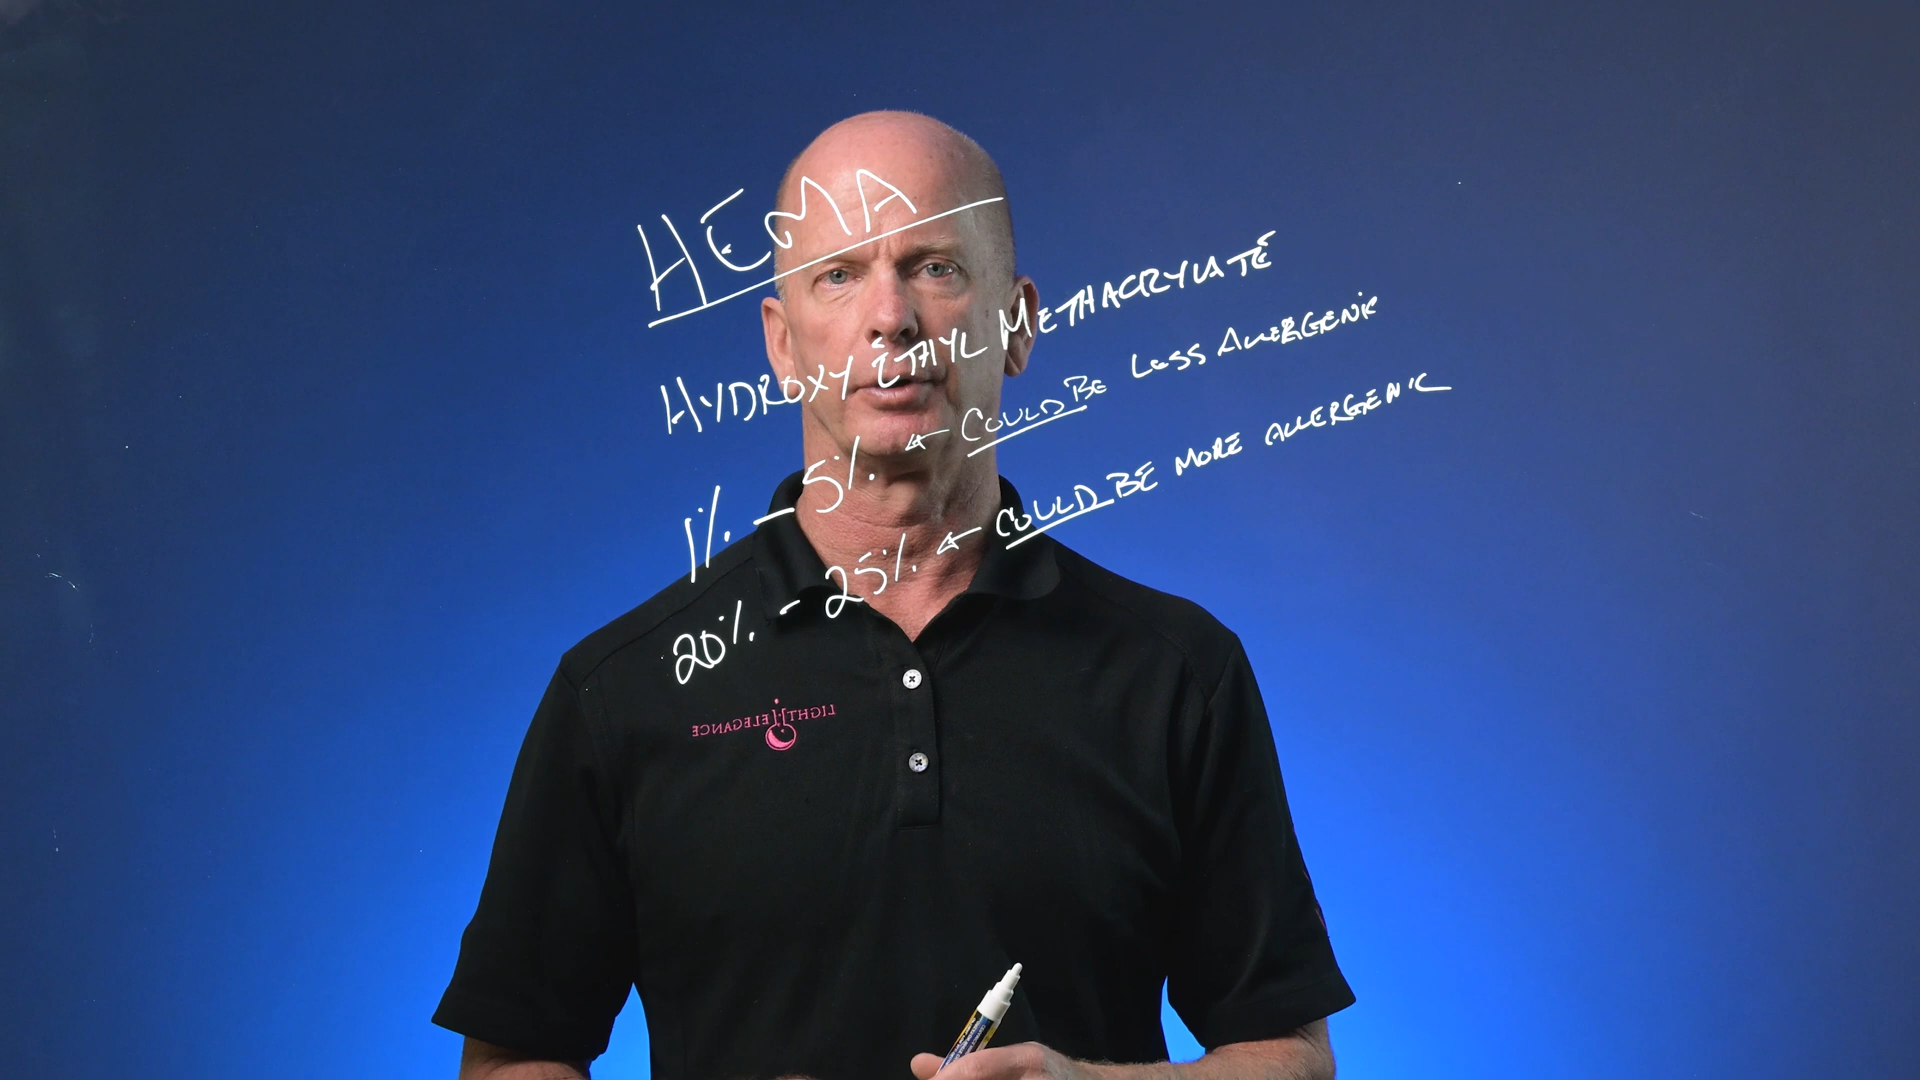 HEMA
HYDROXY ETHYL METHACRYLATE
1% - 5% ← COULD BE LESS ALLERGENIC
20% - 25% ← COULD BE MORE ALLERGENIC
LIGHT ELEGANCE